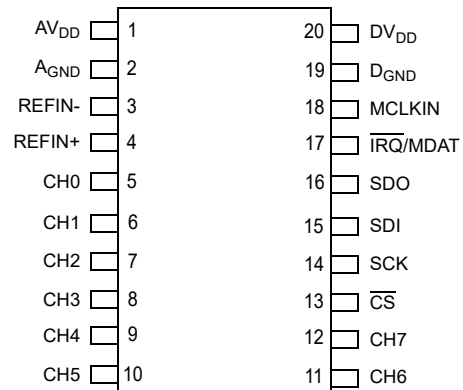 AVDD 1 20 DVDD
AGND 2 19 DGND
REFIN- 3 18 MCLKIN
REFIN+ 4 17 I̅R̅Q̅/MDAT
CH0 5 16 SDO
CH1 6 15 SDI
CH2 7 14 SCK
CH3 8 13 C̅S̅
CH4 9 12 CH7
CH5 10 11 CH6